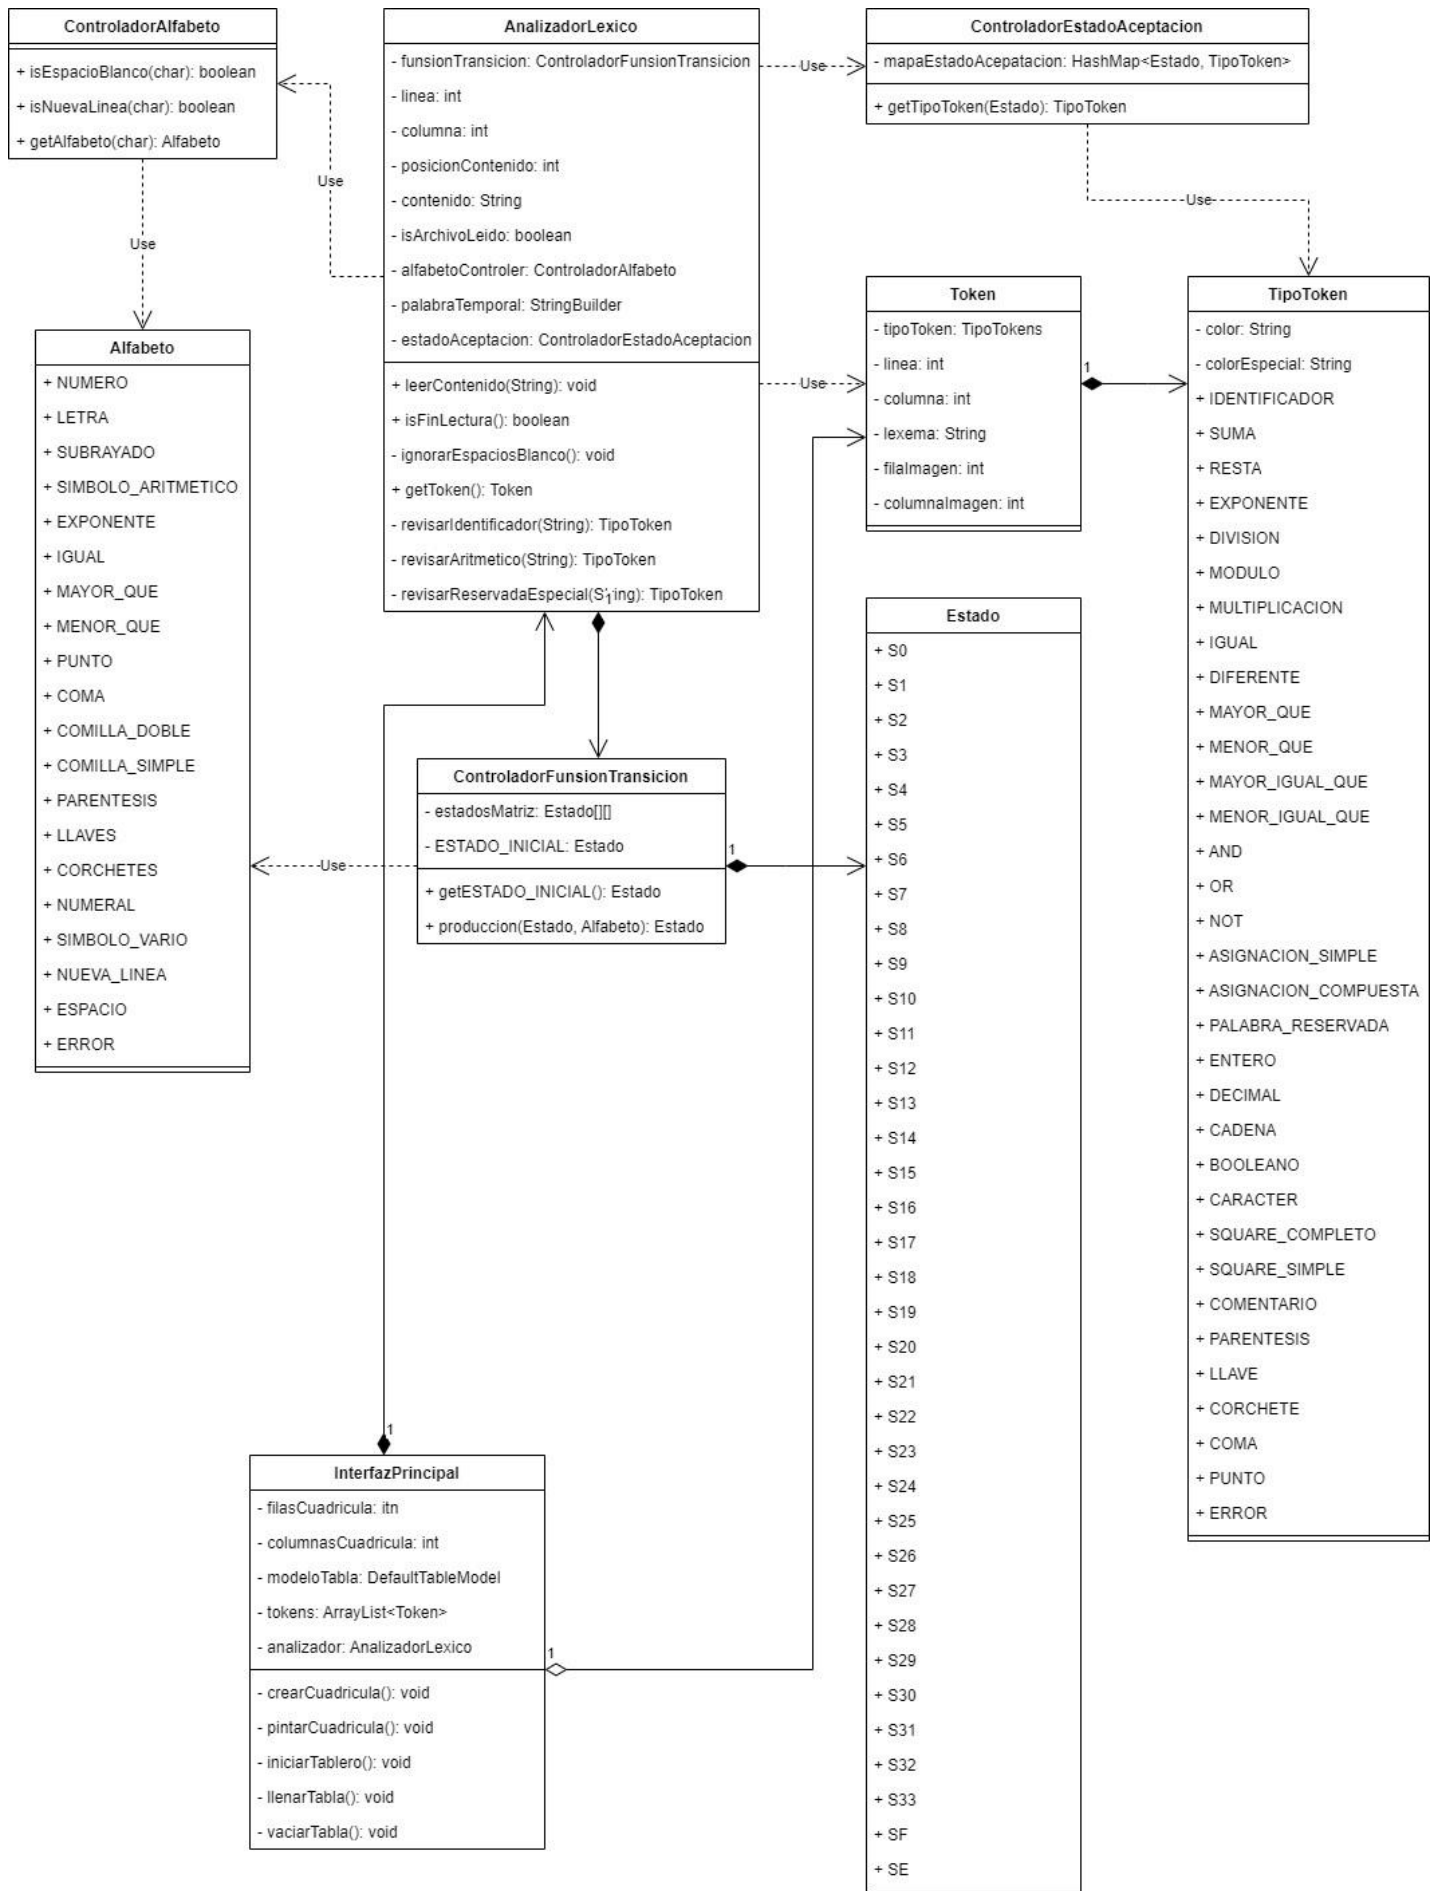 ControladorAlfabeto
+ isEspacioBlanco(char): boolean
+ isNuevaLinea(char): boolean
+ getAlfabeto(char): Alfabeto
Use
Use
AnalizadorLexico
- funsionTransicion: ControladorFunsionTransicion
- linea: int
- columna: int
- posicionContenido: int
- contenido: String
- isArchivoLeido: boolean
- alfabetoControler: ControladorAlfabeto
- palabraTemporal: StringBuilder
- estadoAceptacion: ControladorEstadoAceptacion
+ leerContenido(String): void
+ isFinLectura(): boolean
- ignorarEspaciosBlanco(): void
+ getToken(): Token
- revisarIdentificador(String): TipoToken
- revisarAritmetico(String): TipoToken
- revisarReservadaEspecial(String): TipoToken
1
Use
ControladorEstadoAceptacion
- mapaEstadoAcepatacion: HashMap<Estado, TipoToken>
+ getTipoToken(Estado): TipoToken
Use
Use
Alfabeto
+ NUMERO
+ LETRA
+ SUBRAYADO
+ SIMBOLO_ARITMETICO
+ EXPONENTE
+ IGUAL
+ MAYOR_QUE
+ MENOR_QUE
+ PUNTO
+ COMA
+ COMILLA_DOBLE
+ COMILLA_SIMPLE
+ PARENTESIS
+ LLAVES
+ CORCHETES
+ NUMERAL
+ SIMBOLO_VARIO
+ NUEVA_LINEA
+ ESPACIO
+ ERROR
Token
- tipoToken: TipoTokens
- linea: int
- columna: int
- lexema: String
- filaImagen: int
- columnaImagen: int
1
TipoToken
- color: String
- colorEspecial: String
+ IDENTIFICADOR
+ SUMA
+ RESTA
+ EXPONENTE
+ DIVISION
+ MODULO
+ MULTIPLICACION
+ IGUAL
+ DIFERENTE
+ MAYOR_QUE
+ MENOR_QUE
+ MAYOR_IGUAL_QUE
+ MENOR_IGUAL_QUE
+ AND
+ OR
+ NOT
+ ASIGNACION_SIMPLE
+ ASIGNACION_COMPUESTA
+ PALABRA_RESERVADA
+ ENTERO
+ DECIMAL
+ CADENA
+ BOOLEANO
+ CARACTER
+ SQUARE_COMPLETO
+ SQUARE_SIMPLE
+ COMENTARIO
+ PARENTESIS
+ LLAVE
+ CORCHETE
+ COMA
+ PUNTO
+ ERROR
ControladorFunsionTransicion
- estadosMatriz: Estado[][]
- ESTADO_INICIAL: Estado
+ getESTADO_INICIAL(): Estado
+ produccion(Estado, Alfabeto): Estado
Use
1
Estado
+ S0
+ S1
+ S2
+ S3
+ S4
+ S5
+ S6
+ S7
+ S8
+ S9
+ S10
+ S11
+ S12
+ S13
+ S14
+ S15
+ S16
+ S17
+ S18
+ S19
+ S20
+ S21
+ S22
+ S23
+ S24
+ S25
+ S26
+ S27
+ S28
+ S29
+ S30
+ S31
+ S32
+ S33
+ SF
+ SE
1
InterfazPrincipal
- filasCuadricula: itn
- columnasCuadricula: int
- modeloTabla: DefaultTableModel
- tokens: ArrayList<Token>
- analizador: AnalizadorLexico
- crearCuadricula(): void
- pintarCuadricula(): void
- iniciarTablero(): void
- llenarTabla(): void
- vaciarTabla(): void
1